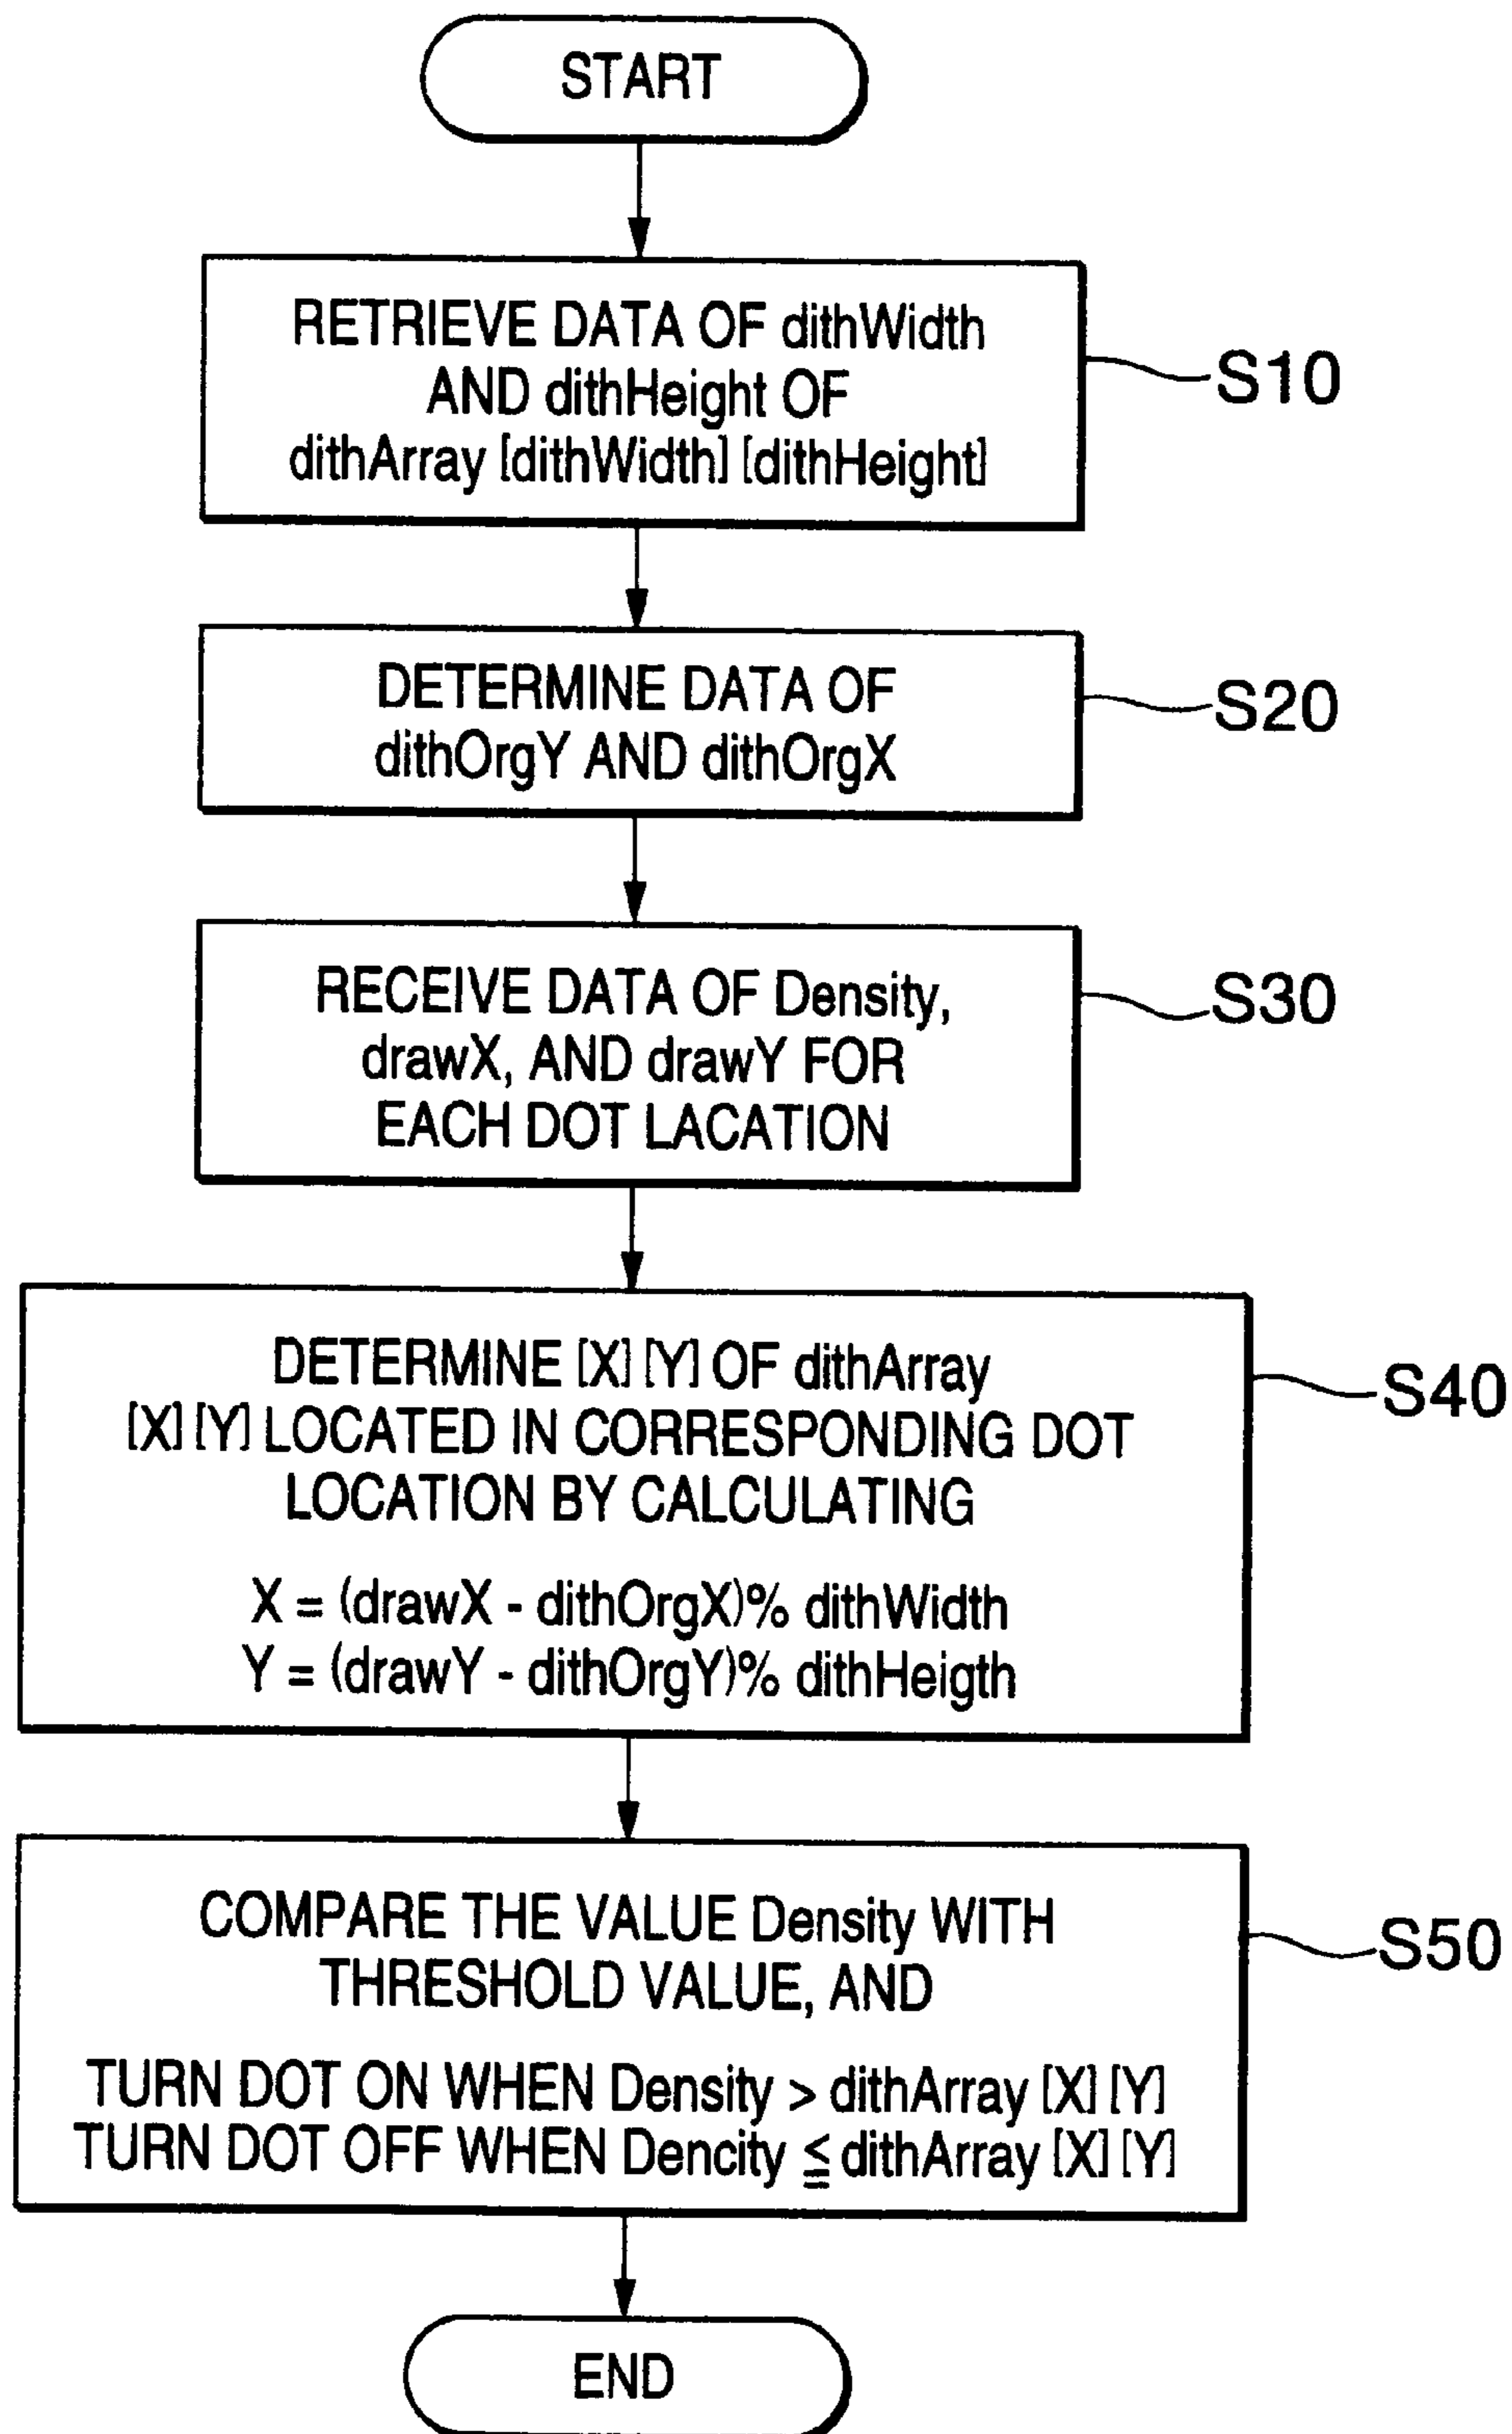 START
RETRIEVE DATA OF dithWidth
AND dithHeight OF
dithArray [dithWidth] [dithHeight]
S10
DETERMINE DATA OF
dithOrgY AND dithOrgX
S20
RECEIVE DATA OF Density,
drawX, AND drawY FOR
EACH DOT LACATION
S30
DETERMINE [X] [Y] OF dithArray
[X] [Y] LOCATED IN CORRESPONDING DOT
LOCATION BY CALCULATING
X = (drawX - dithOrgX)% dithWidth
Y = (drawY - dithOrgY)% dithHeigth
S40
COMPARE THE VALUE Density WITH
THRESHOLD VALUE, AND
TURN DOT ON WHEN Density > dithArray [X] [Y]
TURN DOT OFF WHEN Dencity ≦ dithArray [X] [Y]
S50
END